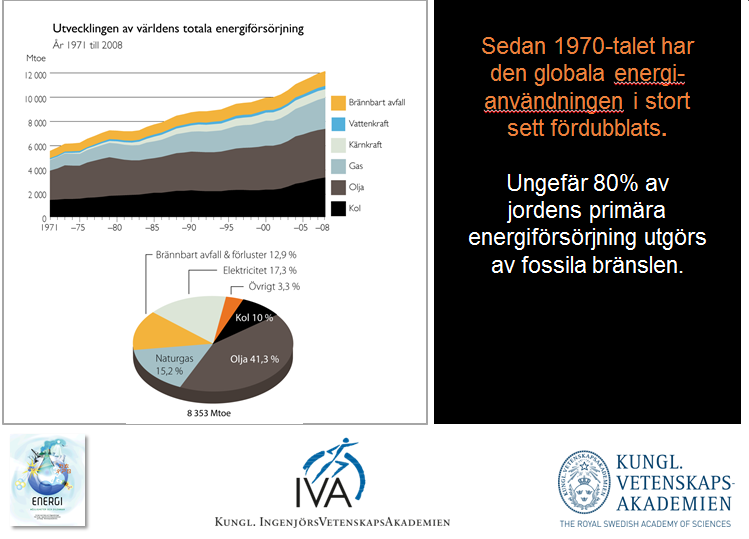 Utvecklingen av världens totala energiförsörjning
År 1971 till 2008
Mtoe
12 000
10 000
8 000
6 000
4 000
2 000
0
1971 –75 –80 –85 –90 –95 –00 –05 –08
Brännbart avfall
Vattenkraft
Kärnkraft
Gas
Olja
Kol
Brännbart avfall & förluster 12,9 %
Elektricitet 17,3 %
Övrigt 3,3 %
Kol 10 %
Olja 41,3 %
Naturgas
15,2 %
8 353 Mtoe
Sedan 1970-talet har
den globala energi-
användningen i stort
sett fördubblats.
Ungefär 80% av
jordens primära
energiförsörjning utgörs
av fossila bränslen.
ENERGI
IVA
KUNGL. INGENJÖRSVETENSKAPSAKADEMIEN
KUNGL.
VETENSKAPS-
AKADEMIEN
THE ROYAL SWEDISH ACADEMY OF SCIENCES